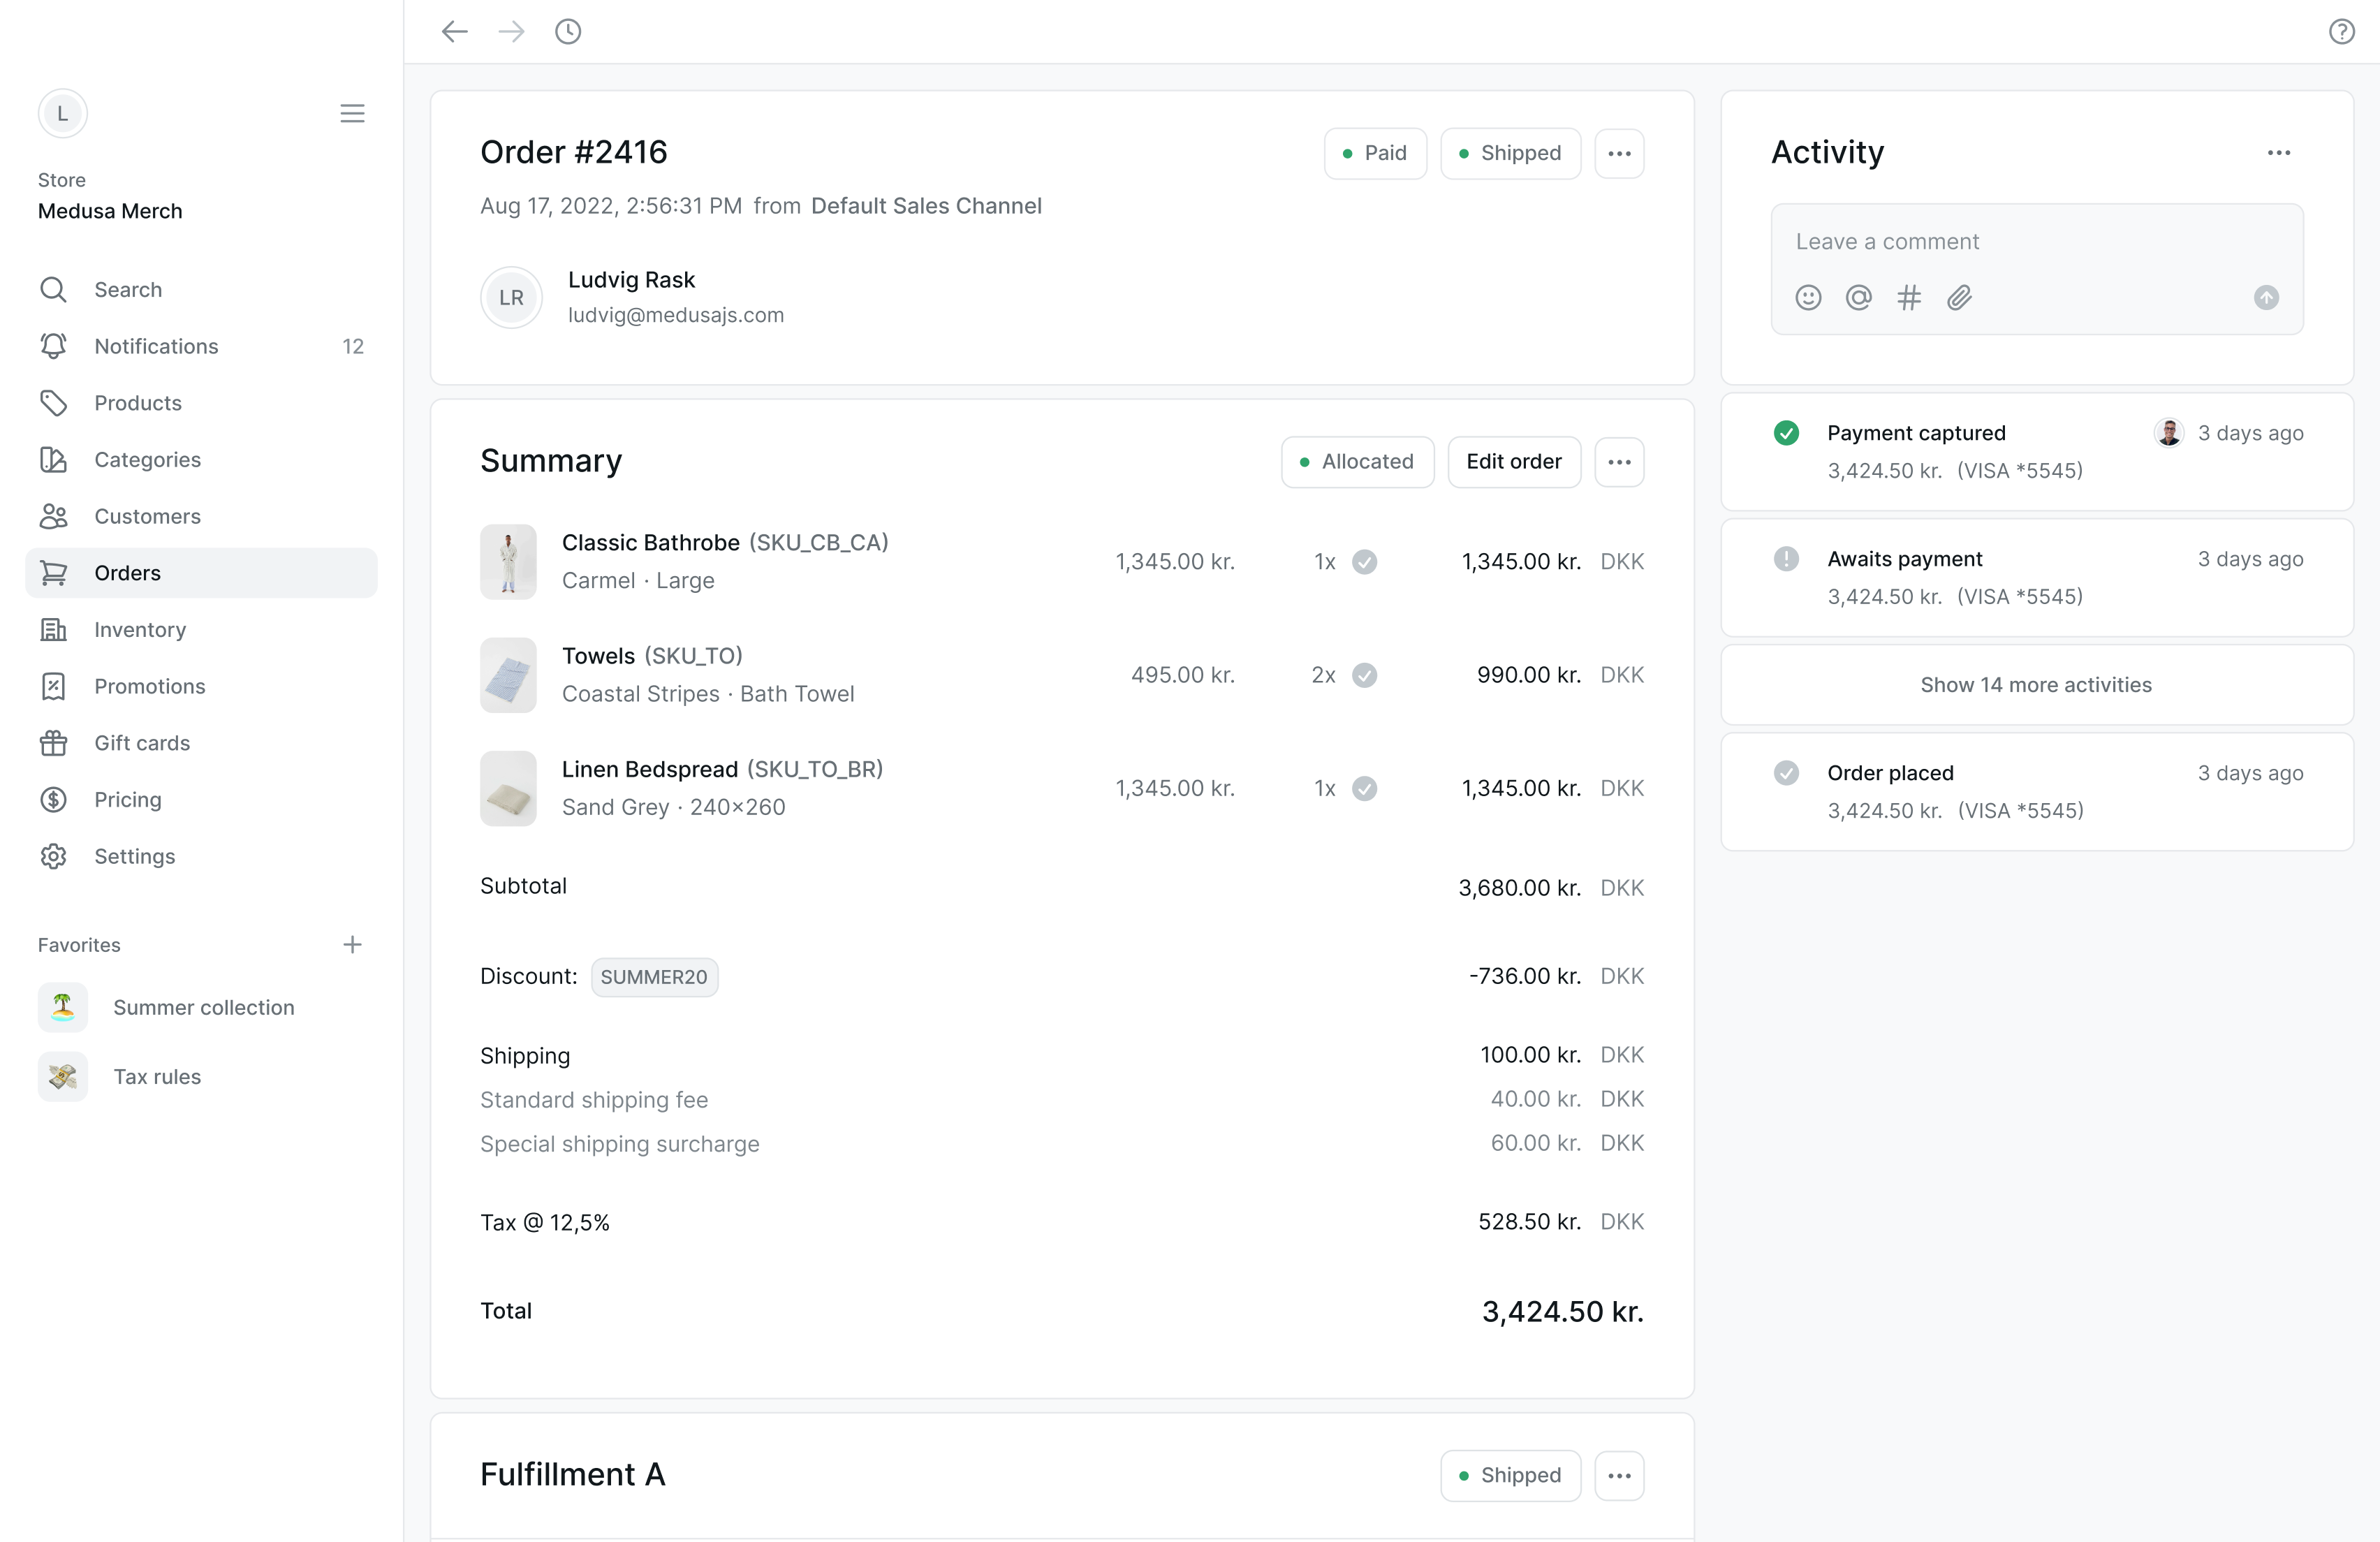 L
Store
Medusa Merch
Search
Notifications 12
Products
Categories
Customers
Orders
Inventory
Promotions
Gift cards
Pricing
Settings
Favorites
Summer collection
Tax rules
Order #2416
Paid
Shipped
Aug 17, 2022, 2:56:31 PM from Default Sales Channel
LR
Ludvig Rask
ludvig@medusajs.com
Summary
Allocated
Edit order
Classic Bathrobe (SKU_CB_CA)
Carmel · Large
1,345.00 kr. 1x 1,345.00 kr. DKK
Towels (SKU_TO)
Coastal Stripes · Bath Towel
495.00 kr. 2x 990.00 kr. DKK
Linen Bedspread (SKU_TO_BR)
Sand Grey · 240×260
1,345.00 kr. 1x 1,345.00 kr. DKK
Subtotal 3,680.00 kr. DKK
Discount: SUMMER20 -736.00 kr. DKK
Shipping 100.00 kr. DKK
Standard shipping fee 40.00 kr. DKK
Special shipping surcharge 60.00 kr. DKK
Tax @ 12,5% 528.50 kr. DKK
Total 3,424.50 kr.
Fulfillment A
Shipped
Activity
Leave a comment
Payment captured 3 days ago
3,424.50 kr. (VISA *5545)
Awaits payment 3 days ago
3,424.50 kr. (VISA *5545)
Show 14 more activities
Order placed 3 days ago
3,424.50 kr. (VISA *5545)